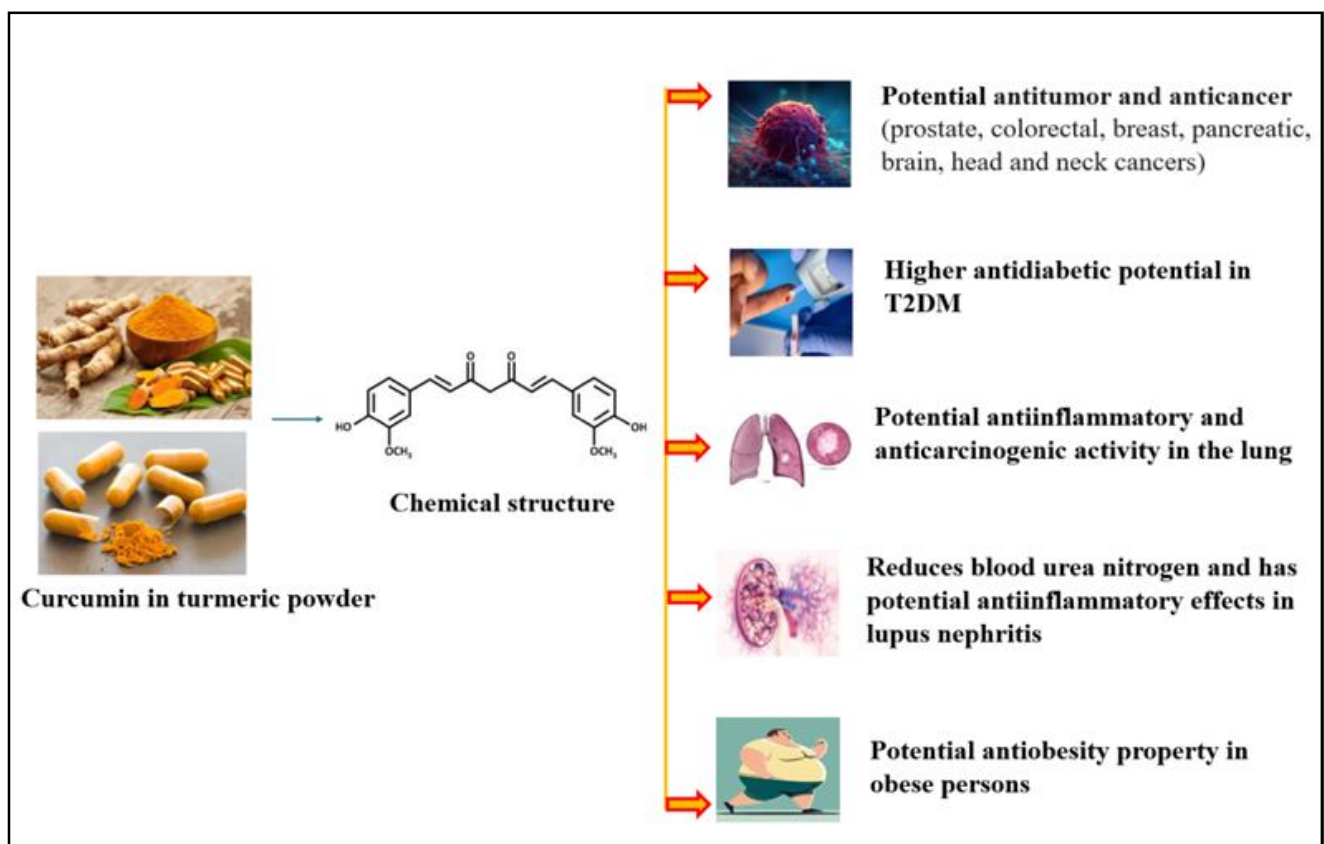 Curcumin in turmeric powder
O
O
HO
OCH₃
OCH₃
OH
Chemical structure
Potential antitumor and anticancer
(prostate, colorectal, breast, pancreatic,
brain, head and neck cancers)
Higher antidiabetic potential in
T2DM
Potential antiinflammatory and
anticarcinogenic activity in the lung
Reduces blood urea nitrogen and has
potential antiinflammatory effects in
lupus nephritis
Potential antiobesity property in
obese persons